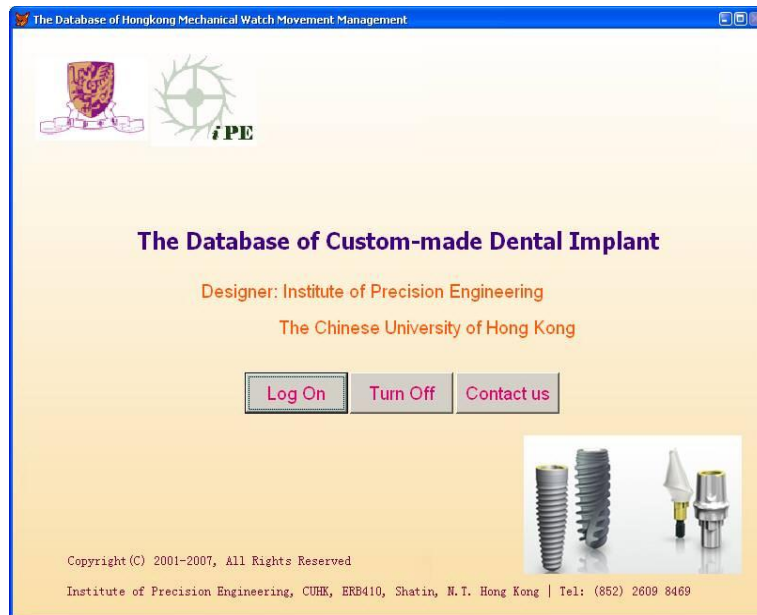 The Database of Hongkong Mechanical Watch Movement Management
iPE
The Database of Custom-made Dental Implant
Designer: Institute of Precision Engineering
The Chinese University of Hong Kong
Log On
Turn Off
Contact us
Copyright(C) 2001-2007, All Rights Reserved
Institute of Precision Engineering, CUHK, ERB410, Shatin, N.T. Hong Kong | Tel: (852) 2609 8469